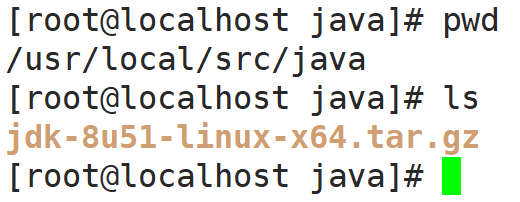 [root@localhost java]# pwd
/usr/local/src/java
[root@localhost java]# ls
jdk-8u51-linux-x64.tar.gz
[root@localhost java]#